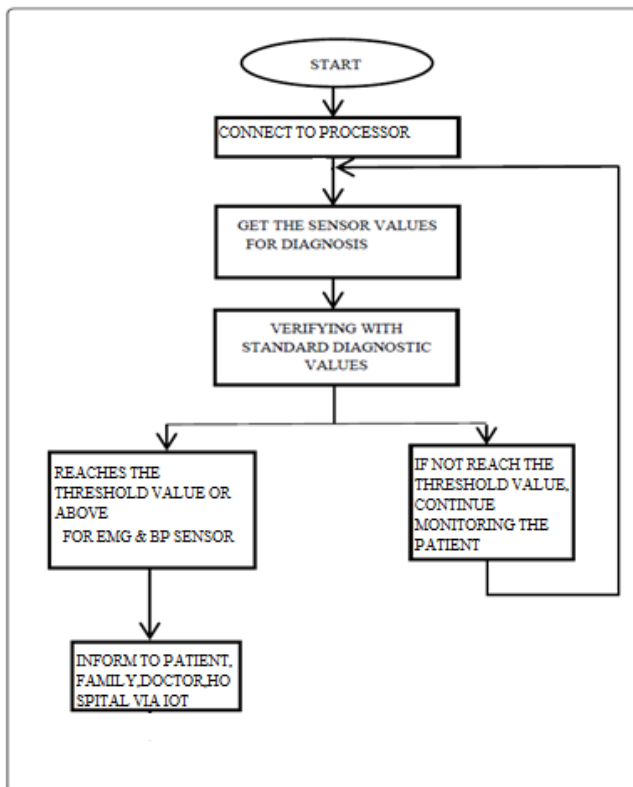 START
CONNECT TO PROCESSOR
GET THE SENSOR VALUES
FOR DIAGNOSIS
VERIFYING WITH
STANDARD DIAGNOSTIC
VALUES
REACHES THE
THRESHOLD VALUE OR
ABOVE
FOR EMG & BP SENSOR
IF NOT REACH THE
THRESHOLD VALUE,
CONTINUE
MONITORING THE
PATIENT
INFORM TO PATIENT,
FAMILY,DOCTOR,HO
SPITAL VIA IOT